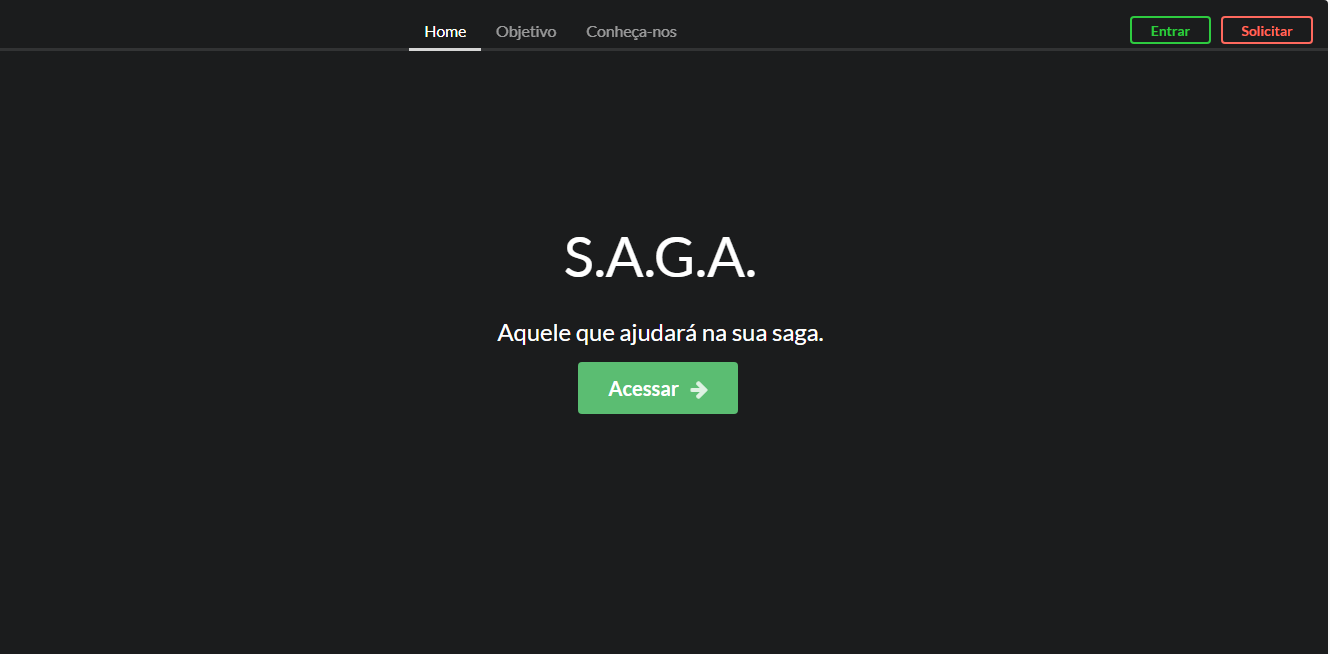 Home Objetivo Conheça-nos Entrar Solicitar
S.A.G.A.
Aquele que ajudará na sua saga.
Acessar